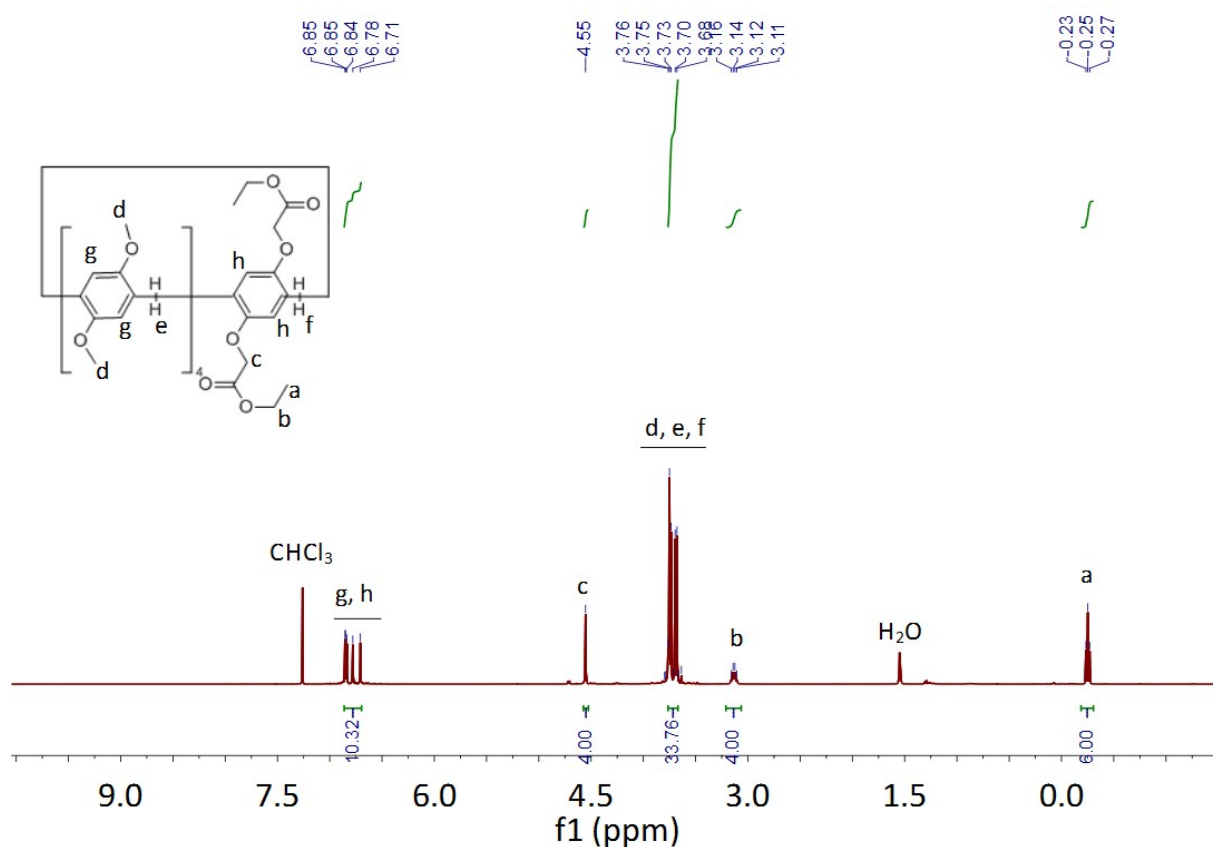 6.85
6.85
6.84
6.78
6.71
4.55
3.76
3.75
3.73
3.70
3.68
3.16
3.14
3.12
3.11
-0.23
-0.25
-0.27
d
O
O
O
g
H
H
h
O
H
H
g
e
h
f
O
O
c
d
4
O
a
O
b
d, e, f
CHCl3
g, h
c
b
H2O
a
10.32
4.00
33.76
4.00
6.00
9.0 7.5 6.0 4.5 3.0 1.5 0.0
f1 (ppm)